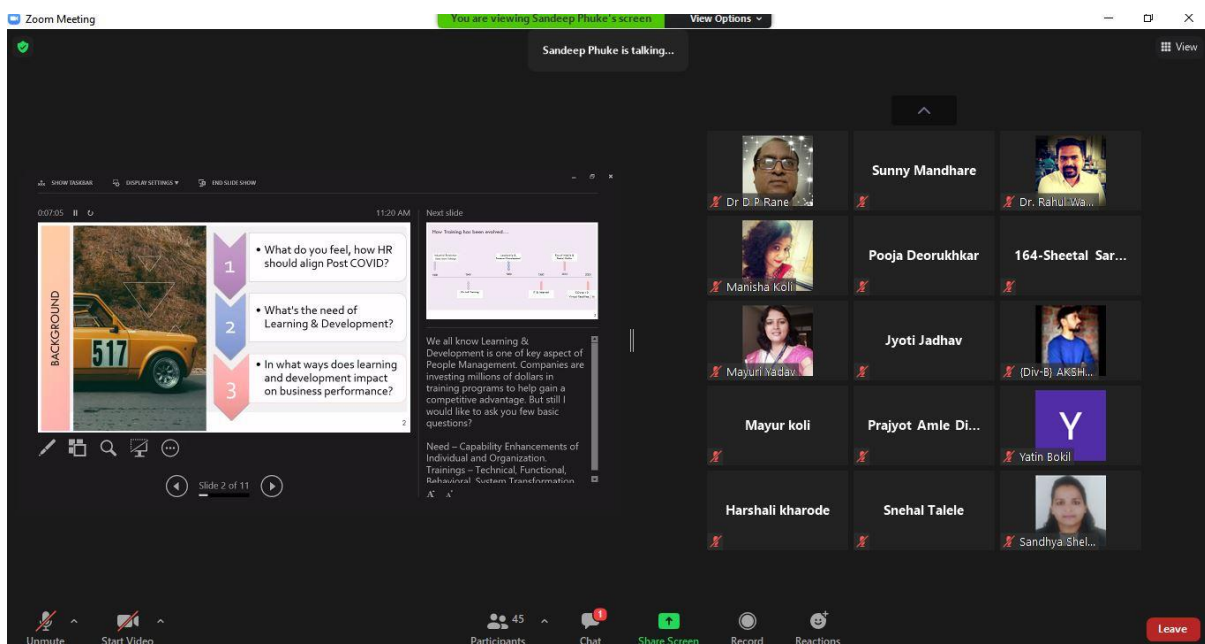 Zoom Meeting
You are viewing Sandeep Phuke's screen
View Options
Sandeep Phuke is talking...
View
SHOW TASKBAR
DISPLAY SETTINGS
END SLIDE SHOW
0:07:05
11:20 AM
Next slide
BACKGROUND
517
1
• What do you feel, how HR
should align Post COVID?
2
• What's the need of
Learning & Development?
3
• In what ways does learning
and development impact
on business performance?
2
How Training has been evolved...
We all know Learning &
Development is one of key aspect of
People Management. Companies are
investing millions of dollars in
training programs to help gain a
competitive advantage. But still I
would like to ask you few basic
questions?
Need – Capability Enhancements of
Individual and Organization.
Trainings – Technical, Functional,
Behavioral, System Transformation
Slide 2 of 11
Dr D P Rane
Sunny Mandhare
Dr. Rahul Wa...
Manisha Koli
Pooja Deorukhkar
164-Sheetal Sar...
Mayuri Yadav
Jyoti Jadhav
(Div-B) AKSH...
Mayur koli
Prajyot Amle Di...
Y
Yatin Bokil
Harshali kharode
Snehal Talele
Sandhya Shel...
Unmute
Start Video
45
Participants
1
Chat
Share Screen
Record
Reactions
Leave